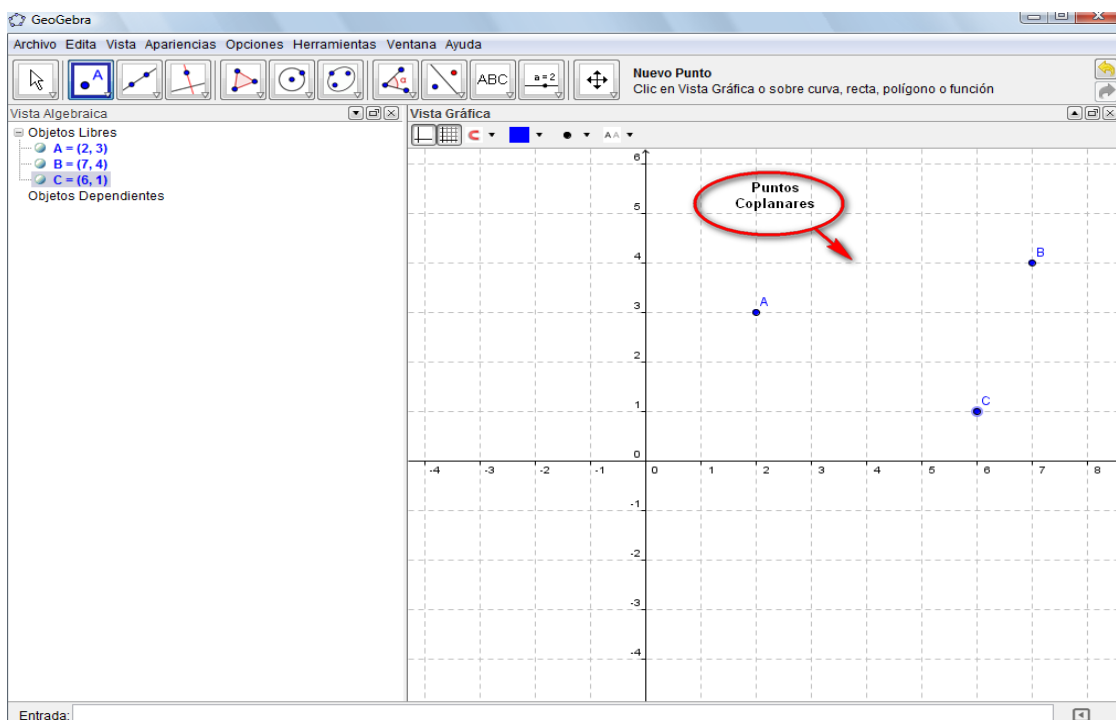 GeoGebra
Archivo Edita Vista Apariencias Opciones Herramientas Ventana Ayuda
A
α
ABC
a = 2
Nuevo Punto
Clic en Vista Gráfica o sobre curva, recta, polígono o función
Vista Algebraica
Vista Gráfica
Objetos Libres
A = (2, 3)
B = (7, 4)
C = (6, 1)
Objetos Dependientes
A A
6
Puntos
Coplanares
5
4
B
3
A
2
1
C
0
-4 -3 -2 -1 0 1 2 3 4 5 6 7 8
-1
-2
-3
-4
Entrada: